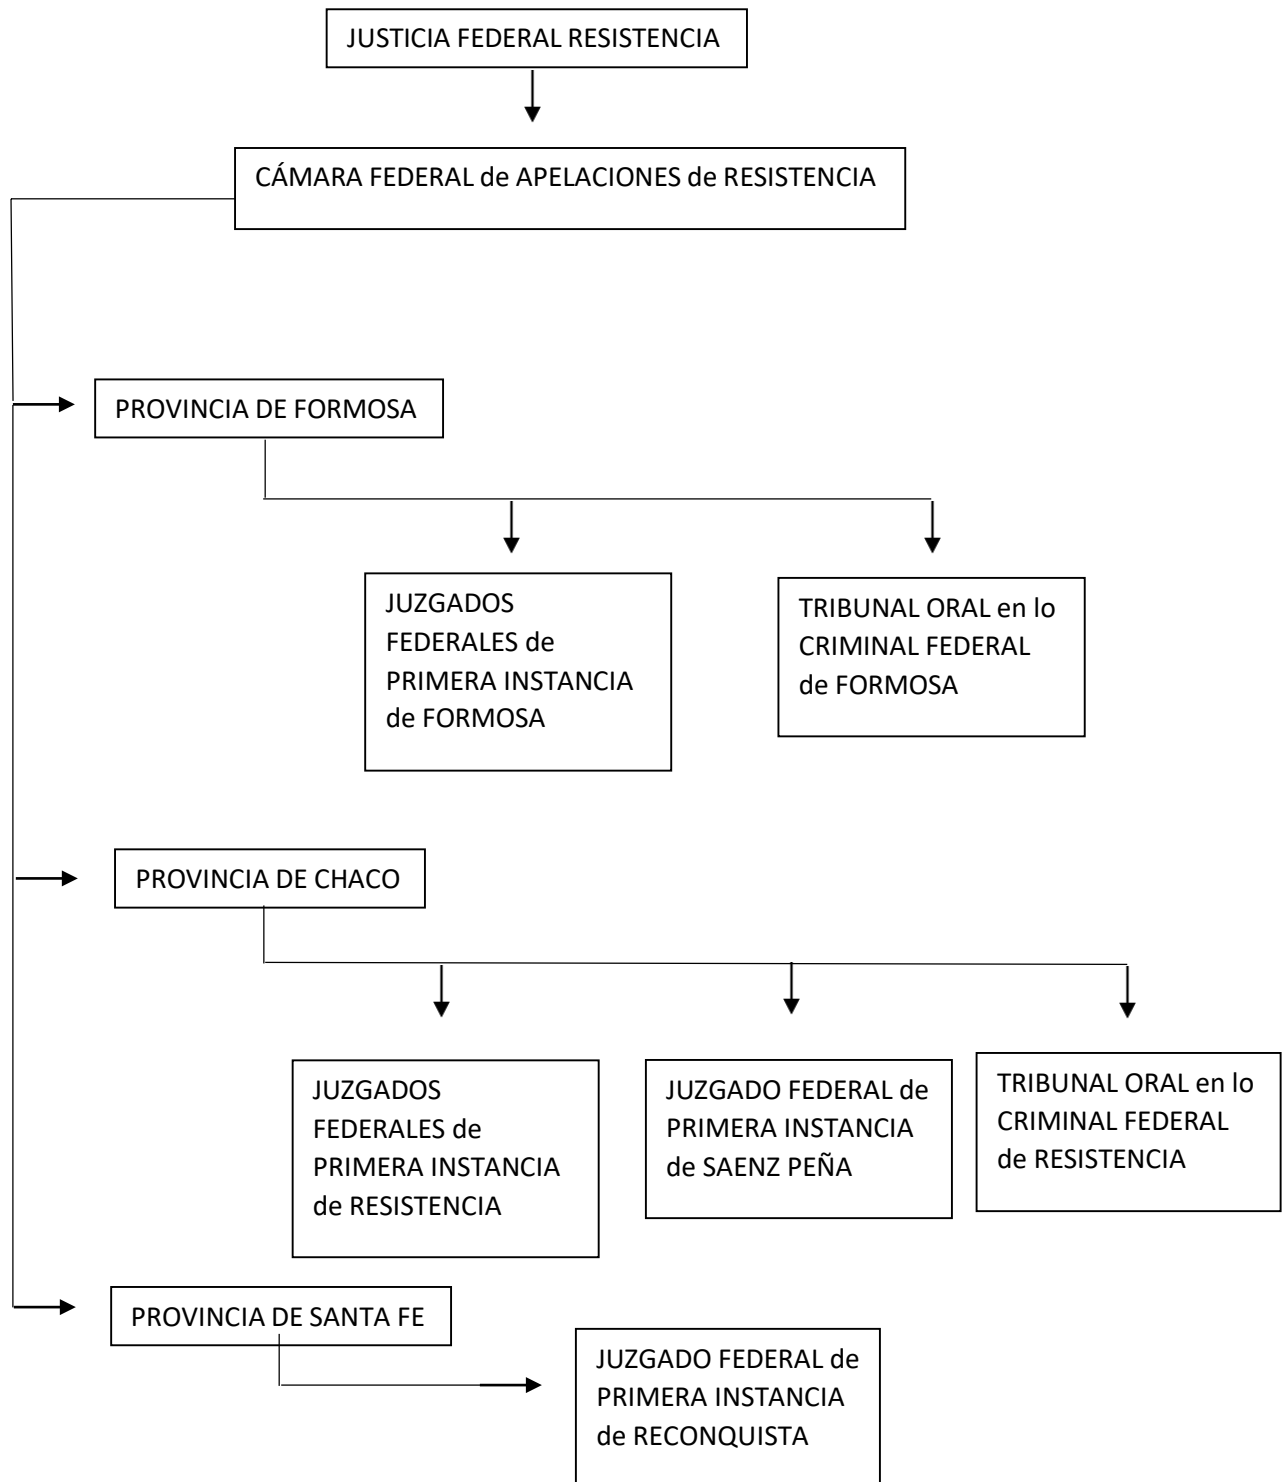 JUSTICIA FEDERAL RESISTENCIA
CÁMARA FEDERAL de APELACIONES de RESISTENCIA
PROVINCIA DE FORMOSA
JUZGADOS
FEDERALES de
PRIMERA INSTANCIA
de FORMOSA
TRIBUNAL ORAL en lo
CRIMINAL FEDERAL
de FORMOSA
PROVINCIA DE CHACO
JUZGADOS
FEDERALES de
PRIMERA INSTANCIA
de RESISTENCIA
JUZGADO FEDERAL de
PRIMERA INSTANCIA
de SAENZ PEÑA
TRIBUNAL ORAL en lo
CRIMINAL FEDERAL
de RESISTENCIA
PROVINCIA DE SANTA FE
JUZGADO FEDERAL de
PRIMERA INSTANCIA
de RECONQUISTA